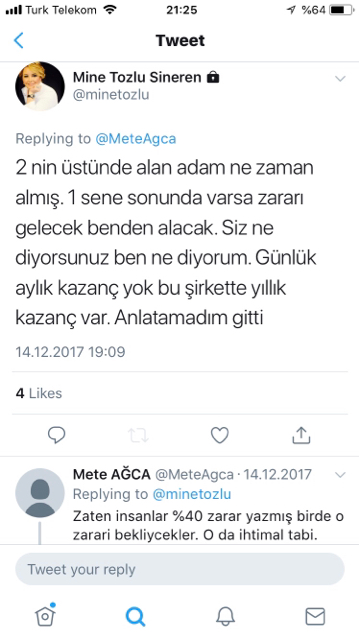 Turk Telekom
21:25
%64
Tweet
Mine Tozlu Sineren
@minetozlu
Replying to @MeteAgca
2 nin üstünde alan adam ne zaman
almış. 1 sene sonunda varsa zararı
gelecek benden alacak. Siz ne
diyorsunuz ben ne diyorum. Günlük
aylık kazanç yok bu şirkette yıllık
kazanç var. Anlatamadım gitti
14.12.2017 19:09
4 Likes
Mete AĞCA @MeteAgca · 14.12.2017
Replying to @minetozlu
Zaten insanlar %40 zarar yazmış birde o
zarari bekliycekler. O da ihtimal tabi.
Tweet your reply